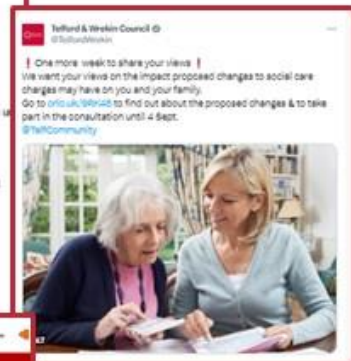 Telford & Wrekin Council
@TelfordWrekin
❗ One more week to share your views ❗
We want your views on the impact proposed changes to social care
charges may have on you and your family.
Go to to find out about the proposed changes & to take
part in the consultation until 4 Sept.
@TelfCommunity